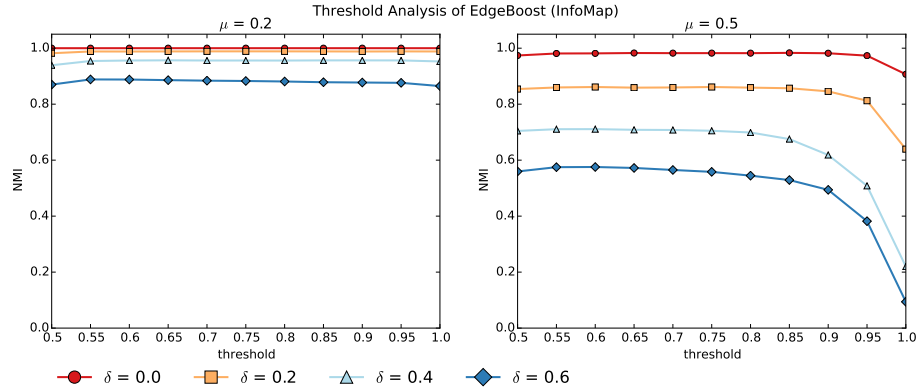 Threshold Analysis of EdgeBoost (InfoMap)
μ = 0.2
μ = 0.5
NMI
1.0
0.8
0.6
0.4
0.2
0.0
0.5 0.55 0.6 0.65 0.7 0.75 0.8 0.85 0.9 0.95 1.0
threshold
NMI
1.0
0.8
0.6
0.4
0.2
0.0
0.5 0.55 0.6 0.65 0.7 0.75 0.8 0.85 0.9 0.95 1.0
threshold
δ = 0.0 δ = 0.2 δ = 0.4 δ = 0.6